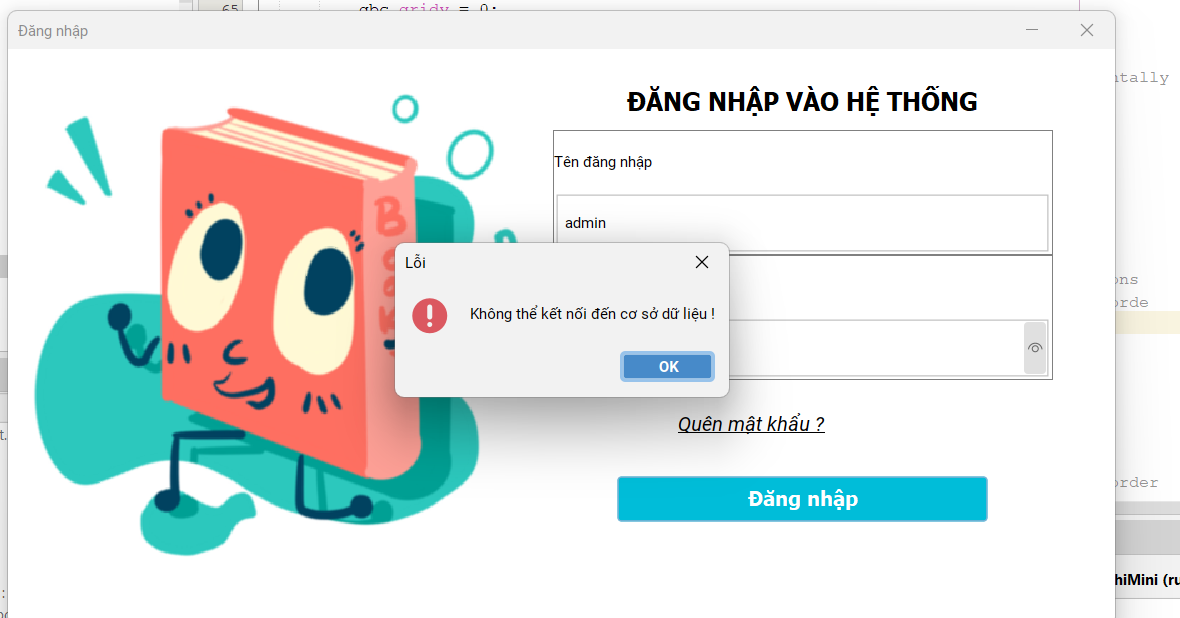 65
gbc.gridy = 0;
Đăng nhập
ntally
ĐĂNG NHẬP VÀO HỆ THỐNG
Tên đăng nhập
admin
Book
Lỗi
Không thể kết nối đến cơ sở dữ liệu !
OK
ons
orde
Quên mật khẩu ?
t.
Đăng nhập
order
hiMini (ru